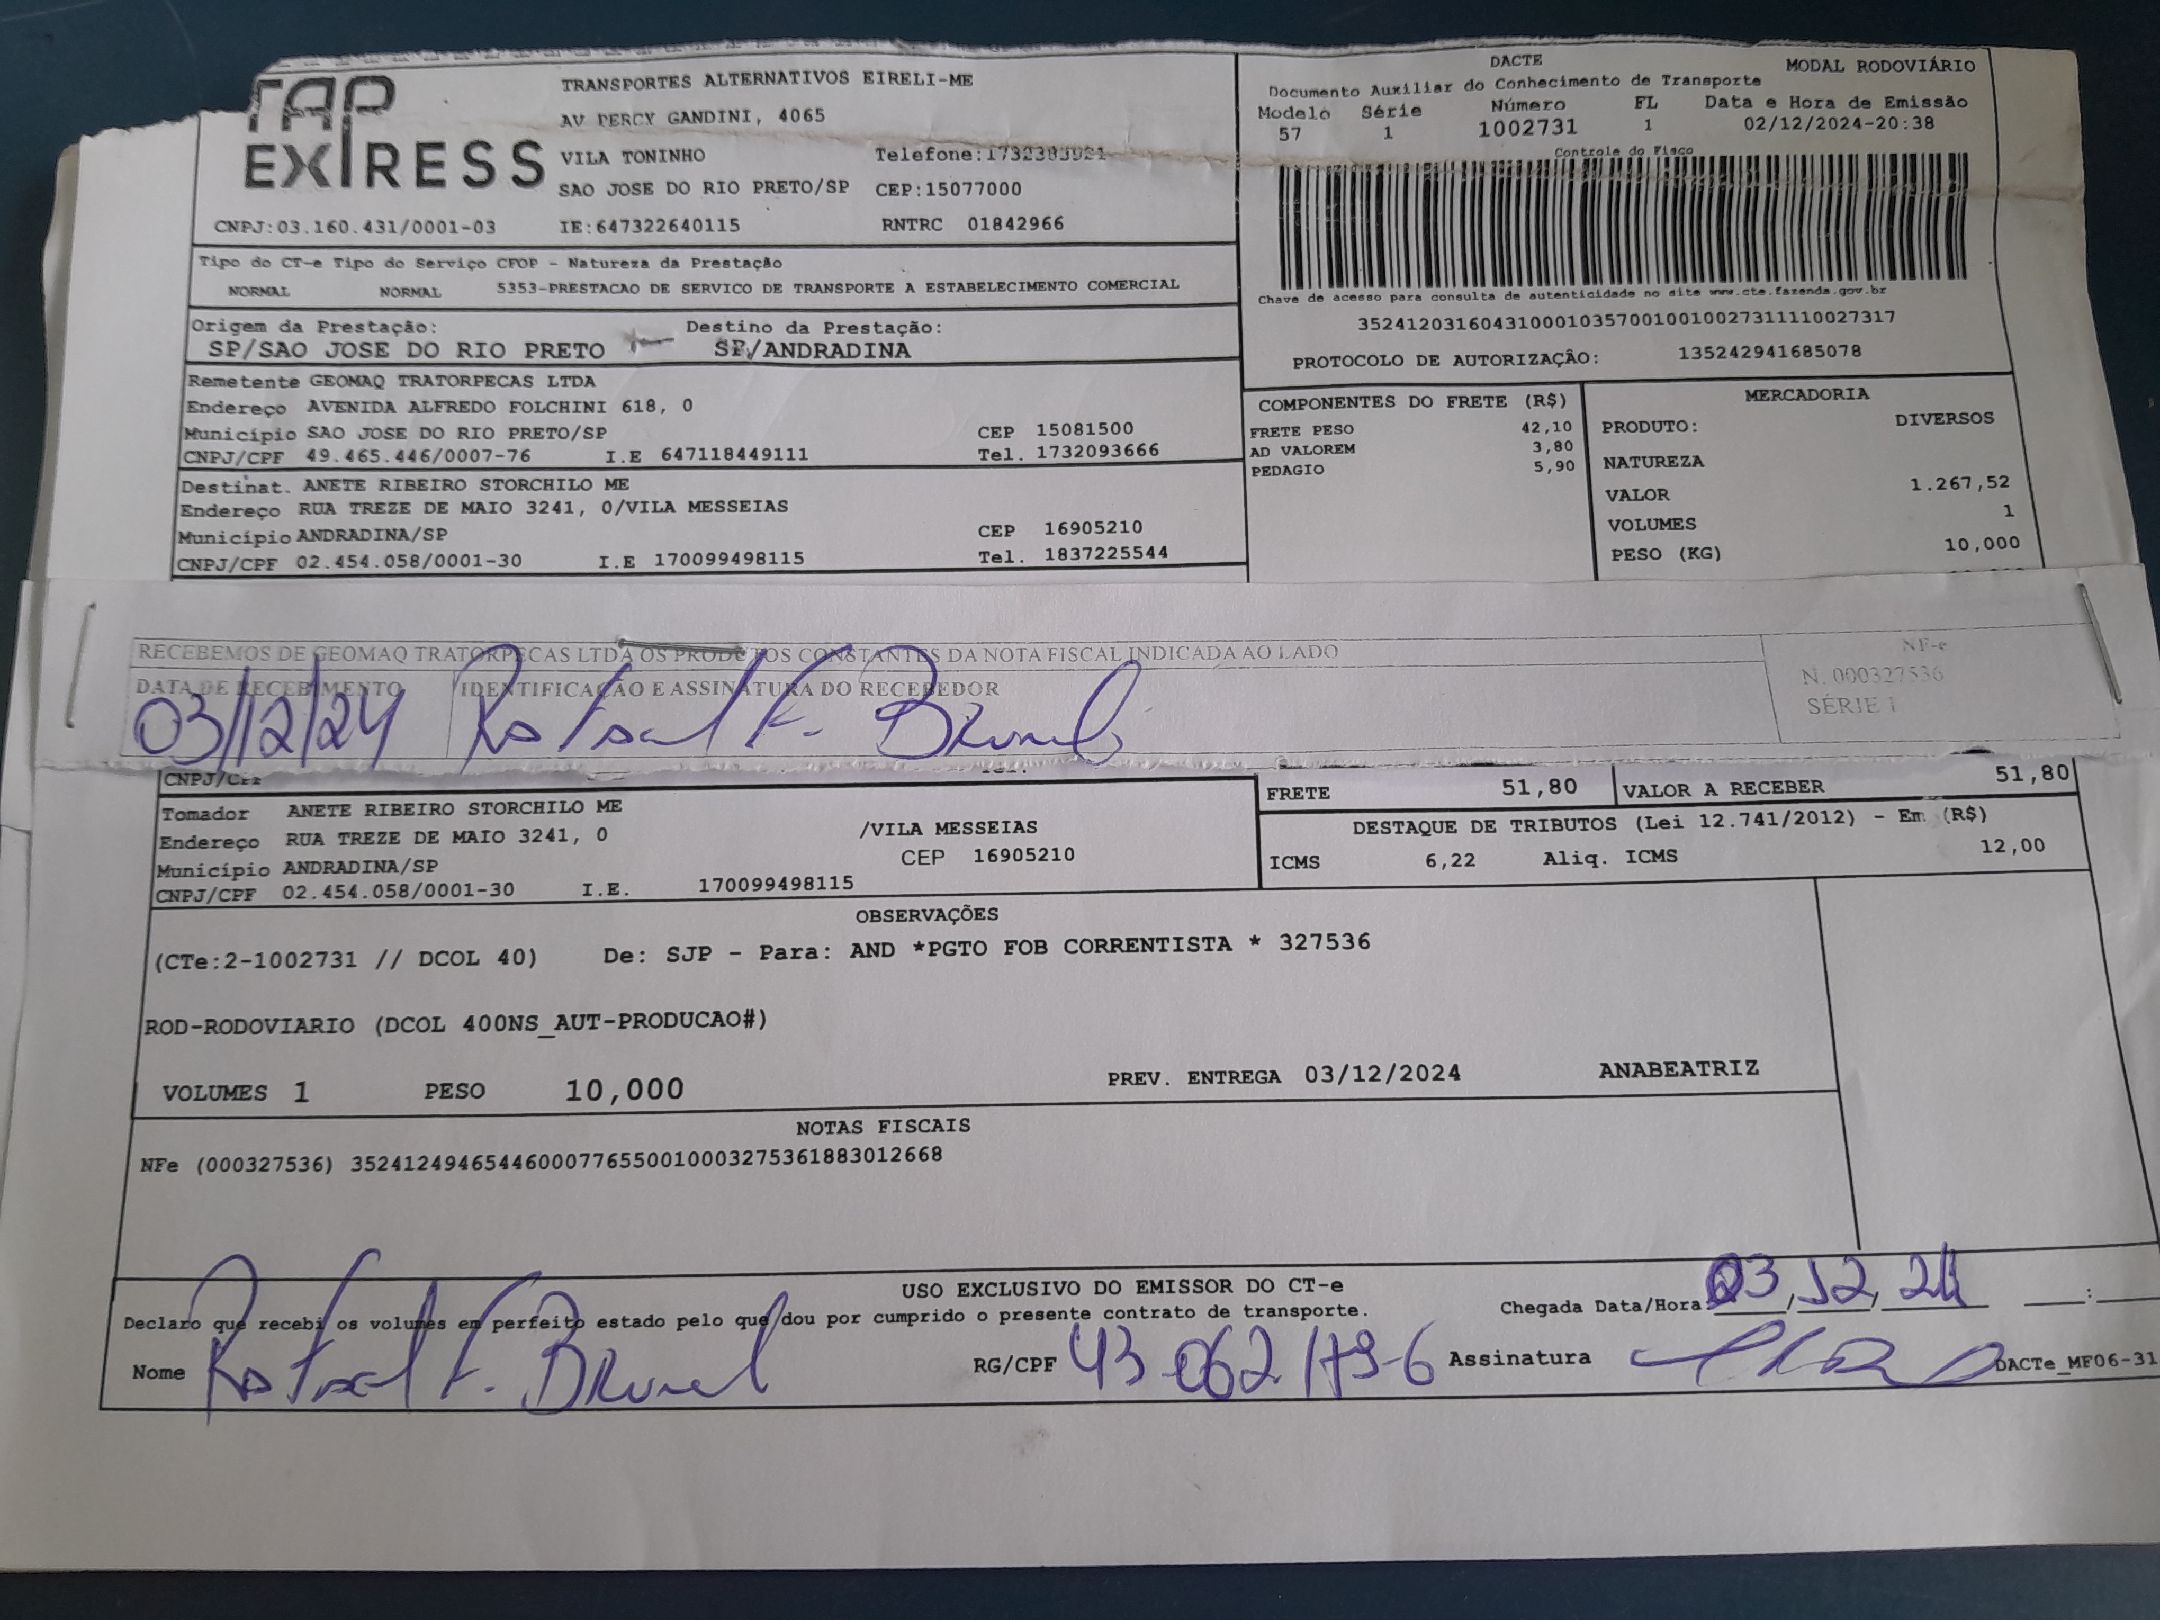 TAP
EXPRESS
TRANSPORTES ALTERNATIVOS EIRELI-ME
AV PERCY GANDINI, 4065
VILA TONINHO
SAO JOSE DO RIO PRETO/SP CEP:15077000
Telefone:
CNPJ:03.160.431/0001-03 IE:647322640115 RNTRC 01842966
DACTE MODAL RODOVIÁRIO
Documento Auxiliar do Conhecimento de Transporte
Modelo Série Número FL Data e Hora de Emissão
57 1 1002731 1 02/12/2024-20:38
Controle do Fisco
Chave de acesso para consulta de autenticidade no site www.cte.fazenda.gov.br
35241203160431000103570010010027311110027317
PROTOCOLO DE AUTORIZAÇÃO: 135242941685078
Tipo do CT-e Tipo do Serviço CFOP - Natureza da Prestação
NORMAL NORMAL 5353-PRESTACAO DE SERVICO DE TRANSPORTE A ESTABELECIMENTO COMERCIAL
Origem da Prestação: Destino da Prestação:
SP/SAO JOSE DO RIO PRETO SP/ANDRADINA
Remetente GEOMAQ TRATORPECAS LTDA
Endereço AVENIDA ALFREDO FOLCHINI 618, 0
Município SAO JOSE DO RIO PRETO/SP CEP 15081500
CNPJ/CPF 49.465.446/0007-76 I.E 647118449111 Tel. 1732093666
Destinat. ANETE RIBEIRO STORCHILO ME
Endereço RUA TREZE DE MAIO 3241, 0/VILA MESSEIAS
Município ANDRADINA/SP CEP 16905210
CNPJ/CPF 02.454.058/0001-30 I.E 170099498115 Tel. 1837225544
COMPONENTES DO FRETE (R$)
FRETE PESO 42,10
AD VALOREM 3,80
PEDAGIO 5,90
MERCADORIA
PRODUTO: DIVERSOS
NATUREZA
VALOR 1.267,52
VOLUMES 1
PESO (KG) 10,000
RECEBEMOS DE GEOMAQ TRATORPECAS LTDA OS PRODUTOS CONSTANTES DA NOTA FISCAL INDICADA AO LADO
DATA DE RECEBIMENTO IDENTIFICAÇÃO E ASSINATURA DO RECEBEDOR
03/12/24 Rafael F.
NF-e
N. 000327536
SÉRIE 1
CNPJ/CPF
FRETE 51,80 VALOR A RECEBER 51,80
Tomador ANETE RIBEIRO STORCHILO ME
Endereço RUA TREZE DE MAIO 3241, 0 /VILA MESSEIAS
Município ANDRADINA/SP CEP 16905210
CNPJ/CPF 02.454.058/0001-30 I.E. 170099498115
DESTAQUE DE TRIBUTOS (Lei 12.741/2012) - Em (R$)
ICMS 6,22 Aliq. ICMS 12,00
OBSERVAÇÕES
(CTe:2-1002731 // DCOL 40) De: SJP - Para: AND *PGTO FOB CORRENTISTA * 327536
ROD-RODOVIARIO (DCOL 400NS_AUT-PRODUCAO#)
VOLUMES 1 PESO 10,000 PREV. ENTREGA 03/12/2024 ANABEATRIZ
NOTAS FISCAIS
NFe (000327536) 35241249465446000776550010003275361883012668
USO EXCLUSIVO DO EMISSOR DO CT-e
Declaro que recebi os volumes em perfeito estado pelo que dou por cumprido o presente contrato de transporte.
Chegada Data/Hora: 03/12/24 :
Nome Rafael F. RG/CPF 43.062.179-6 Assinatura DACTe_MF06-31